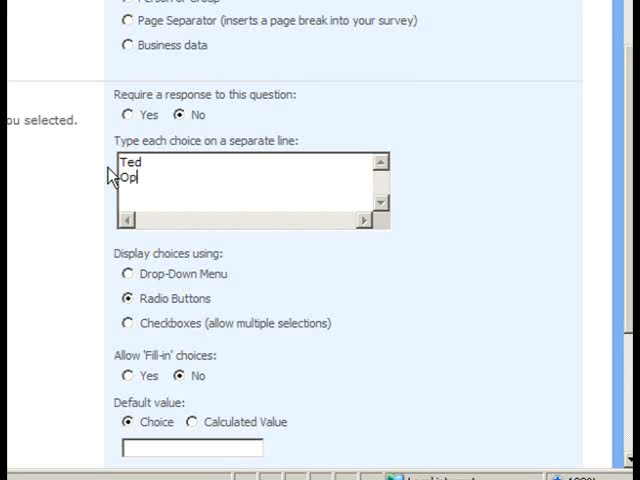 Page Separator (inserts a page break into your survey)
Business data
Require a response to this question:
ou selected.
Yes No
Type each choice on a separate line:
Ted
Op
Display choices using:
Drop-Down Menu
Radio Buttons
Checkboxes (allow multiple selections)
Allow 'Fill-in' choices:
Yes No
Default value:
Choice Calculated Value